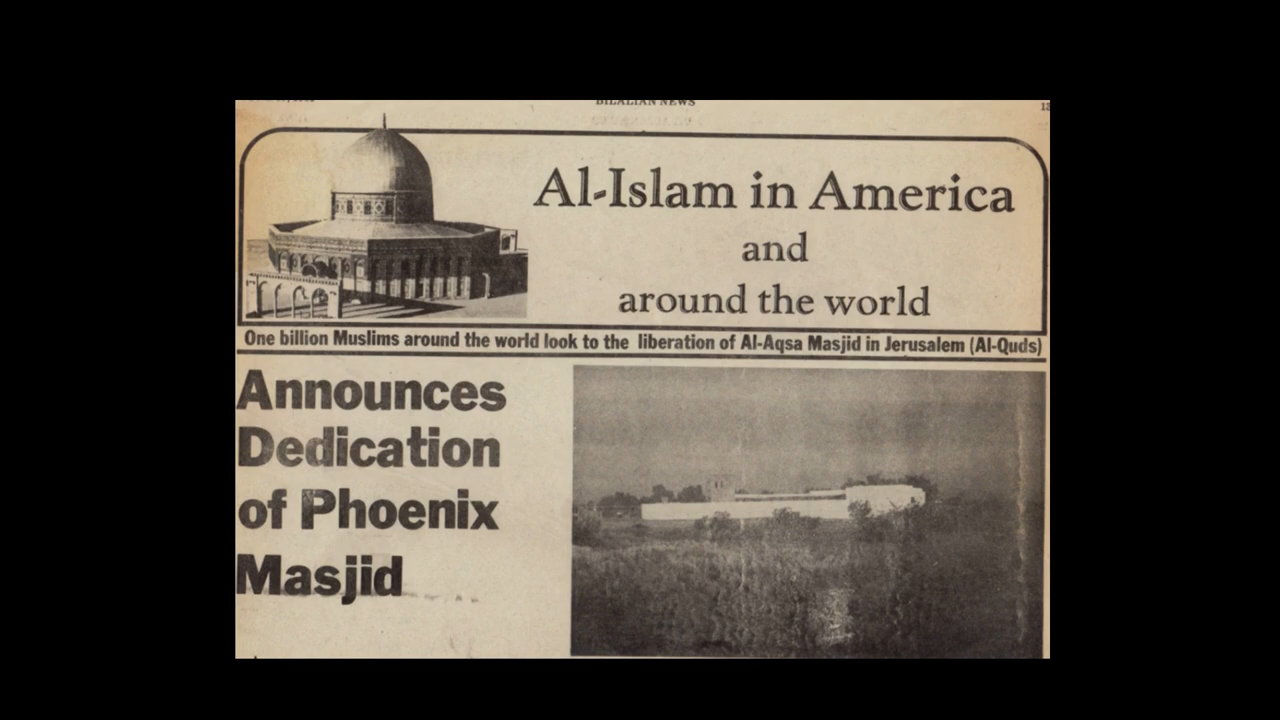 BILALIAN NEWS
Al-Islam in America
and
around the world
One billion Muslims around the world look to the liberation of Al-Aqsa Masjid in Jerusalem (Al-Quds)
Announces
Dedication
of Phoenix
Masjid